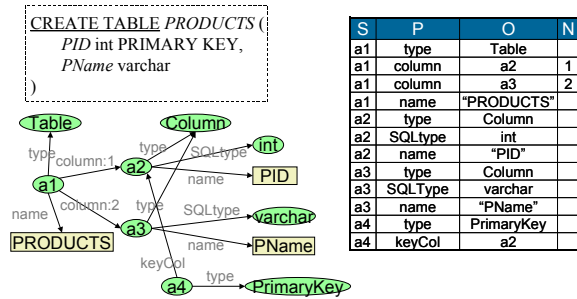 CREATE TABLE PRODUCTS (
PID int PRIMARY KEY,
PName varchar
)
Table
Column
type
type
SQLtype
int
column:1
a2
a1
name
PID
column:2
type
SQLtype
varchar
name
a3
name
PRODUCTS
PName
keyCol
type
a4
PrimaryKey
S P O N
a1 type Table
a1 column a2 1
a1 column a3 2
a1 name "PRODUCTS"
a2 type Column
a2 SQLtype int
a2 name "PID"
a3 type Column
a3 SQLType varchar
a3 name "PName"
a4 type PrimaryKey
a4 keyCol a2